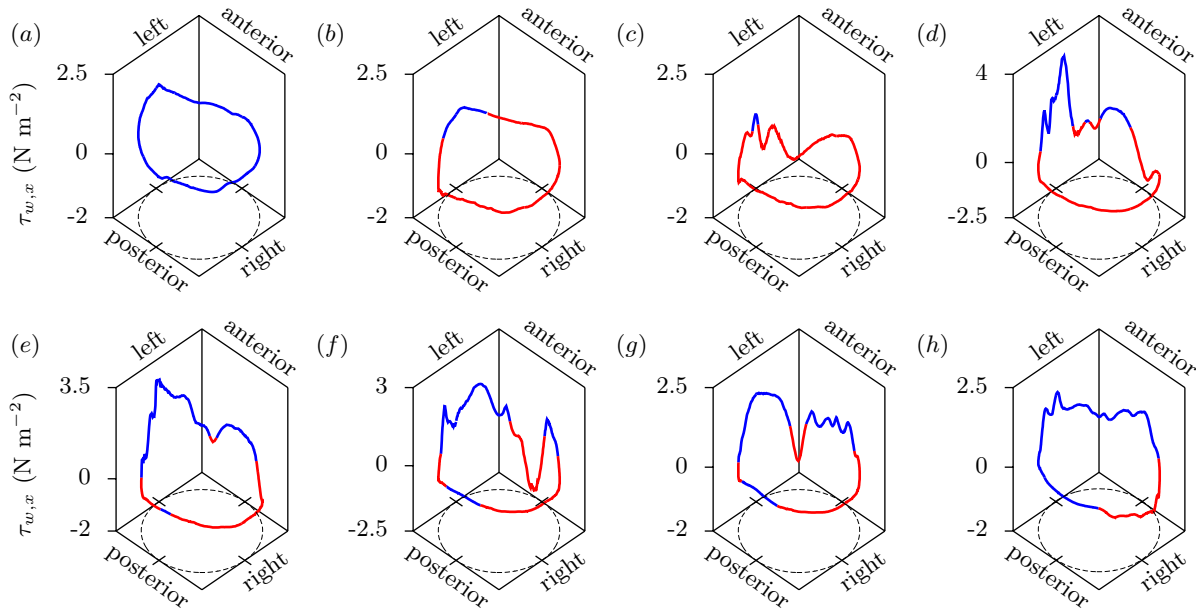 (a) left anterior
2.5
0
-2
τw,x (N m−2)
posterior right
(b)
2.5
0
-2
posterior right
(c) left anterior
2.5
0
-2
posterior right
(d) left anterior
4
0
-2.5
posterior right
(e) left anterior
3.5
0
-2
τw,x (N m−2)
posterior right
(f) left anterior
3
0
-2.5
posterior right
(g) left anterior
2.5
0
-2
posterior right
(h) left anterior
2.5
0
-2
posterior right